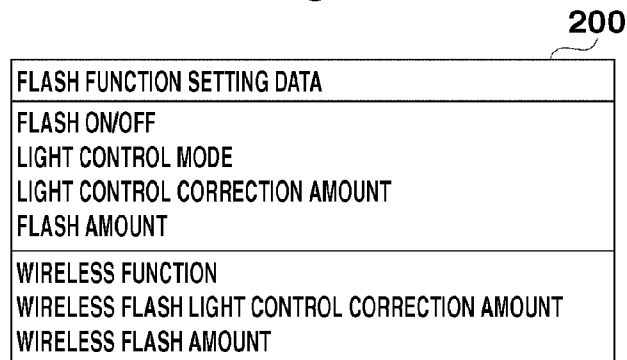 200
FLASH FUNCTION SETTING DATA
FLASH ON/OFF
LIGHT CONTROL MODE
LIGHT CONTROL CORRECTION AMOUNT
FLASH AMOUNT
WIRELESS FUNCTION
WIRELESS FLASH LIGHT CONTROL CORRECTION AMOUNT
WIRELESS FLASH AMOUNT